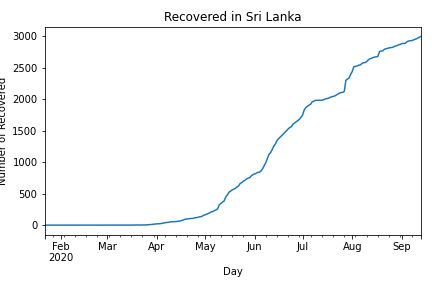 Recovered in Sri Lanka
Number of Recovered
3000
2500
2000
1500
1000
500
0
Feb Mar Apr May Jun Jul Aug Sep
2020
Day